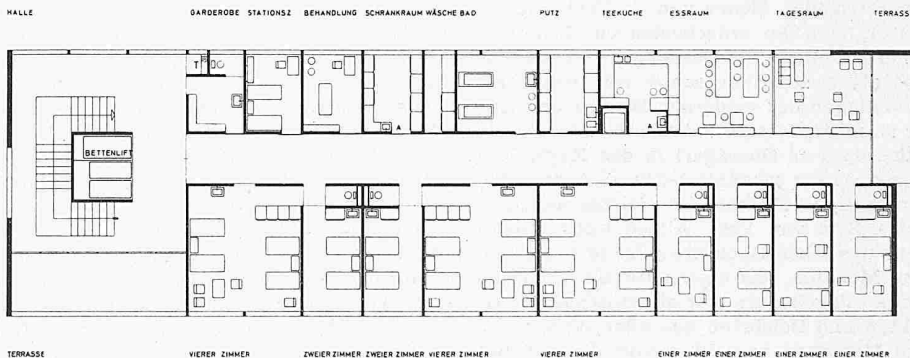 HALLE GARDEROBE STATIONSZ BEHANDLUNG SCHRANKRAUM WÄSCHE BAD PUTZ TEEKÜCHE ESSRAUM TAGESRAUM TERRASS
T
A
A
BETTENLIFT
TERRASSE VIERER ZIMMER ZWEIER ZIMMER ZWEIER ZIMMER VIERER ZIMMER VIERER ZIMMER EINER ZIMMER EINER ZIMMER EINER ZIMMER EINER ZIMMER